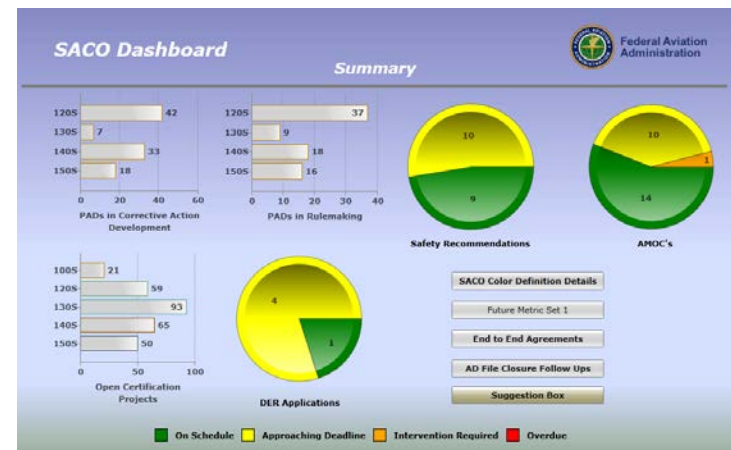 SACO Dashboard
Summary
Federal Aviation
Administration
120S 42
130S 7
140S 33
150S 18
0 20 40 60
PADs in Corrective Action
Development
120S 37
130S 9
140S 18
150S 16
0 10 20 30 40
PADs in Rulemaking
10
9
Safety Recommendations
10
1
14
AMOC's
100S 21
120S 59
130S 93
140S 65
150S 50
0 50 100
Open Certification
Projects
4
1
DER Applications
SACO Color Definition Details
Future Metric Set 1
End to End Agreements
AD File Closure Follow Ups
Suggestion Box
On Schedule Approaching Deadline Intervention Required Overdue